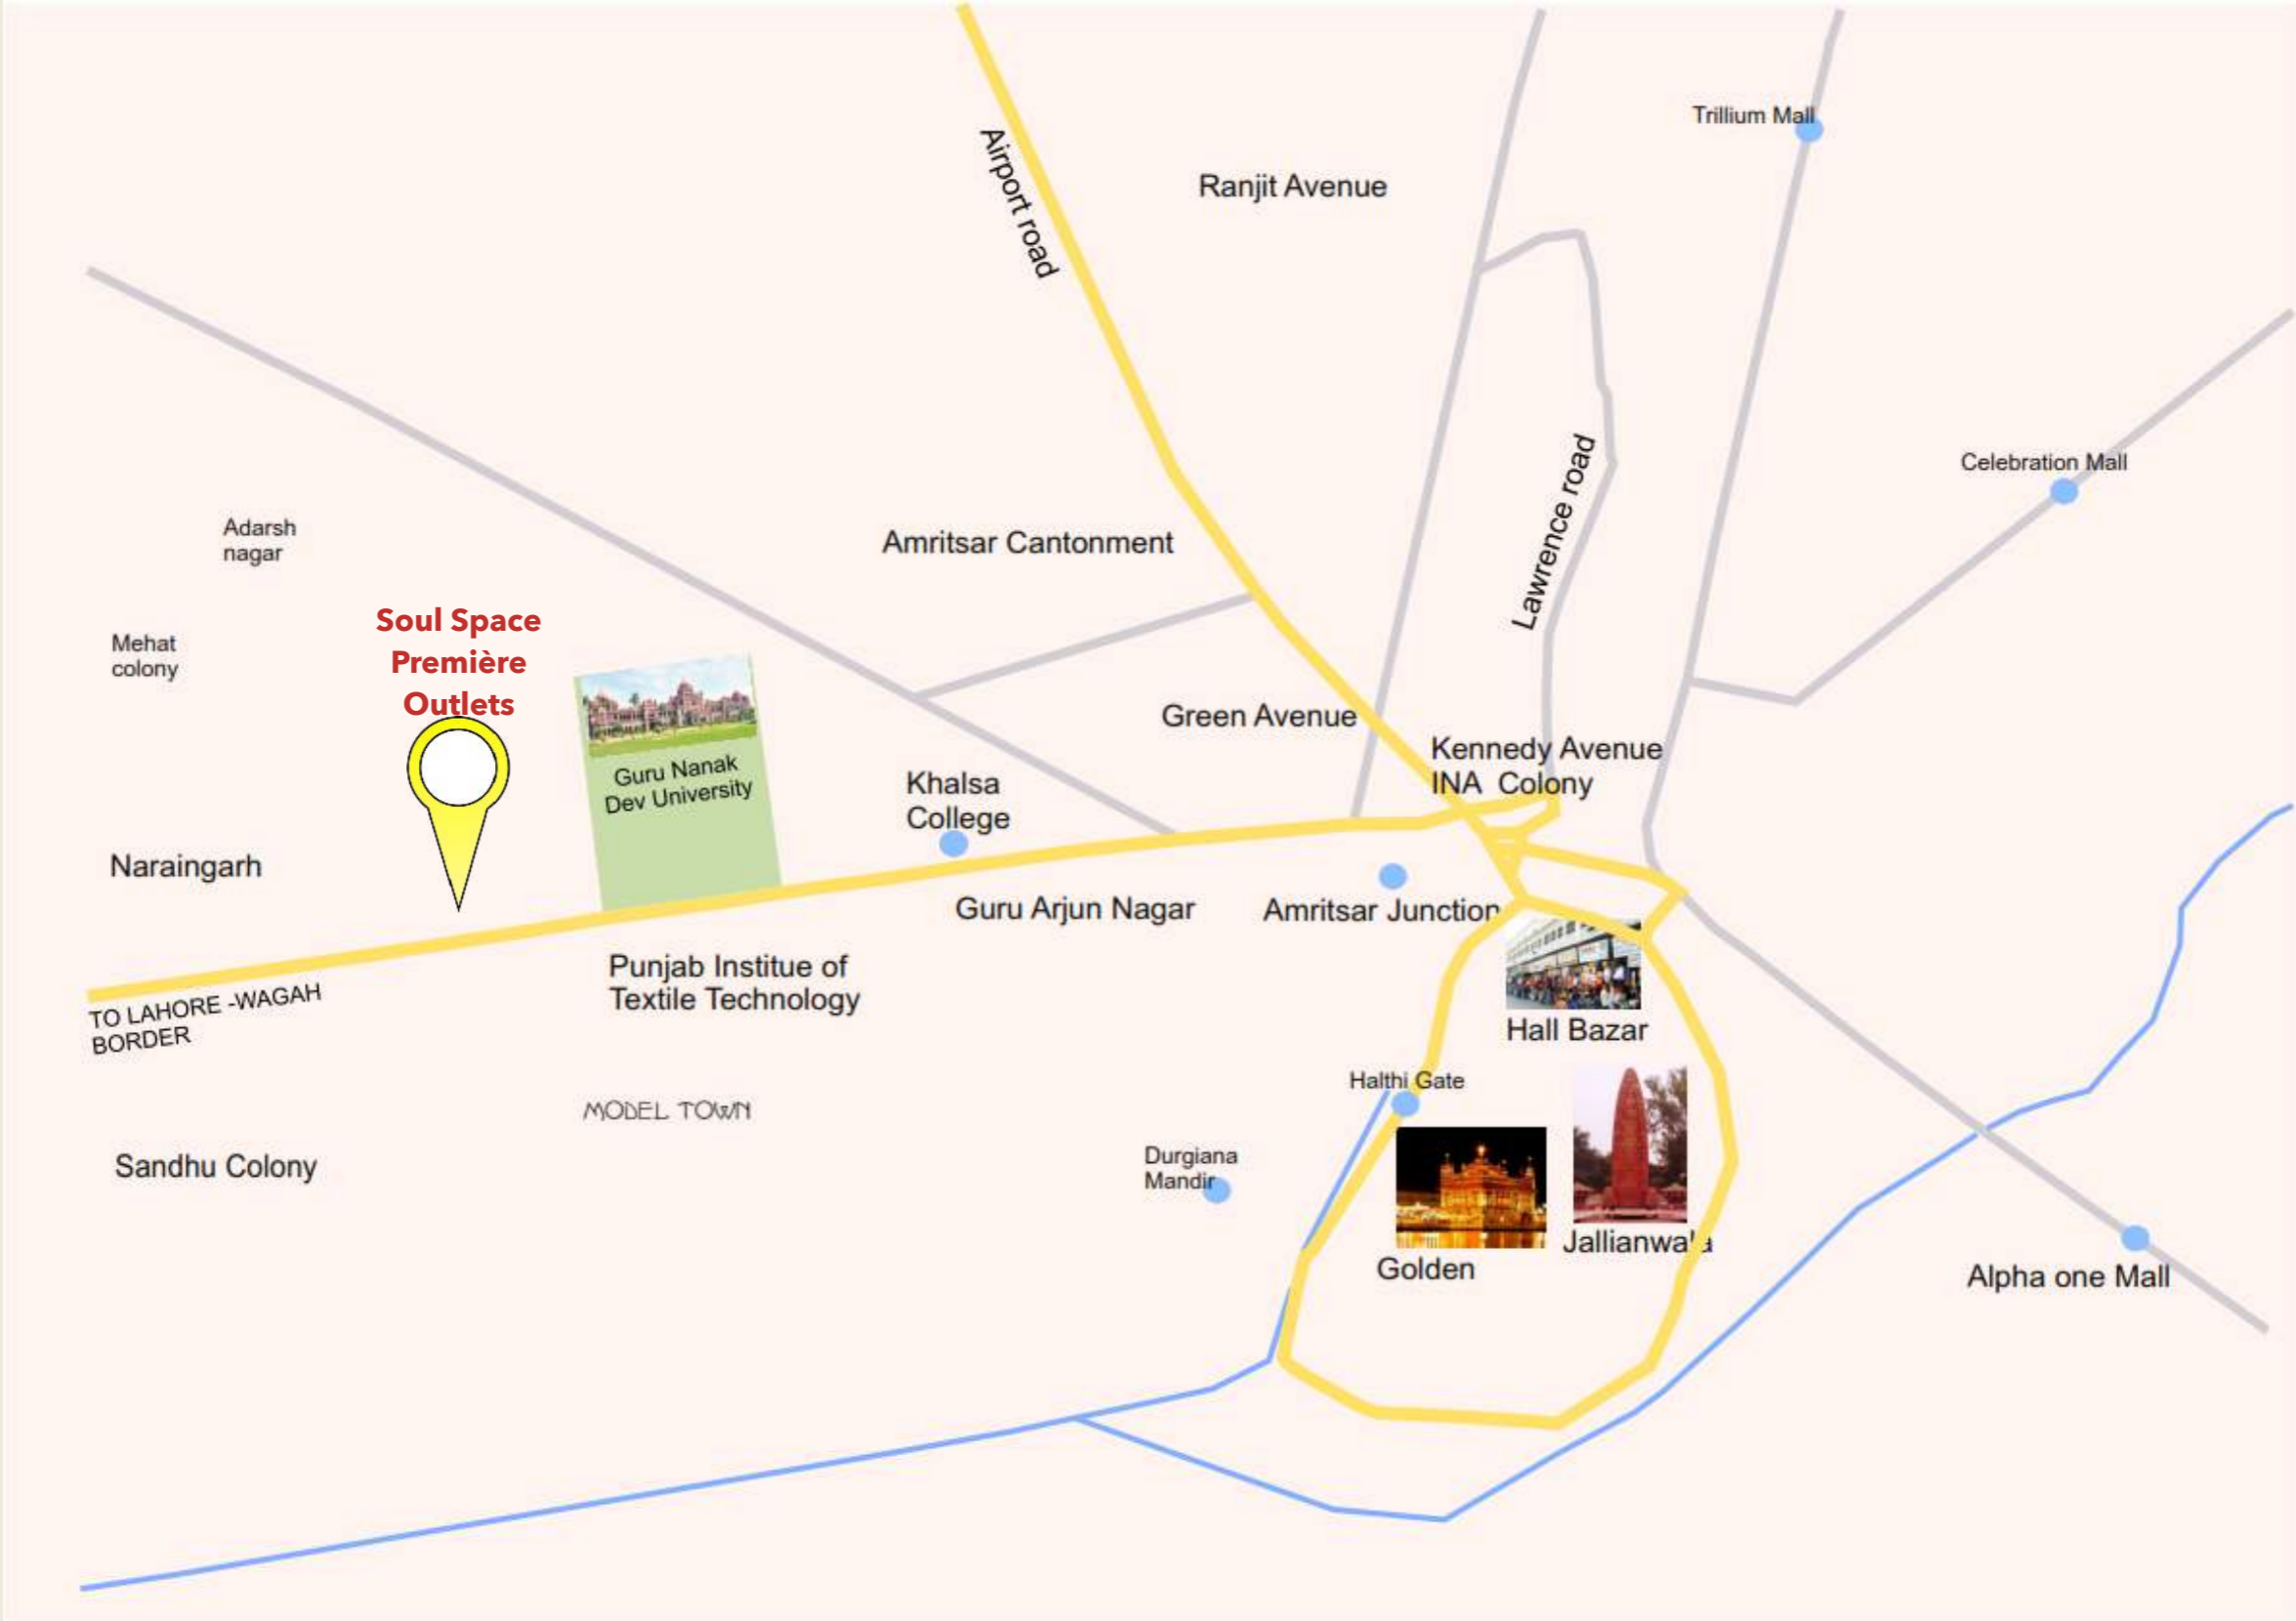 Trillium Mall
Airport road
Ranjit Avenue
Lawrence road
Celebration Mall
Adarsh
nagar
Amritsar Cantonment
Soul Space
Première
Outlets
Mehat
colony
Green Avenue
Kennedy Avenue
INA Colony
Guru Nanak
Dev University
Khalsa
College
Naraingarh
Guru Arjun Nagar
Amritsar Junction
Punjab Institue of
Textile Technology
TO LAHORE -WAGAH
BORDER
Hall Bazar
Halthi Gate
MODEL TOWN
Sandhu Colony
Durgiana
Mandir
Golden
Jallianwala
Alpha one Mall